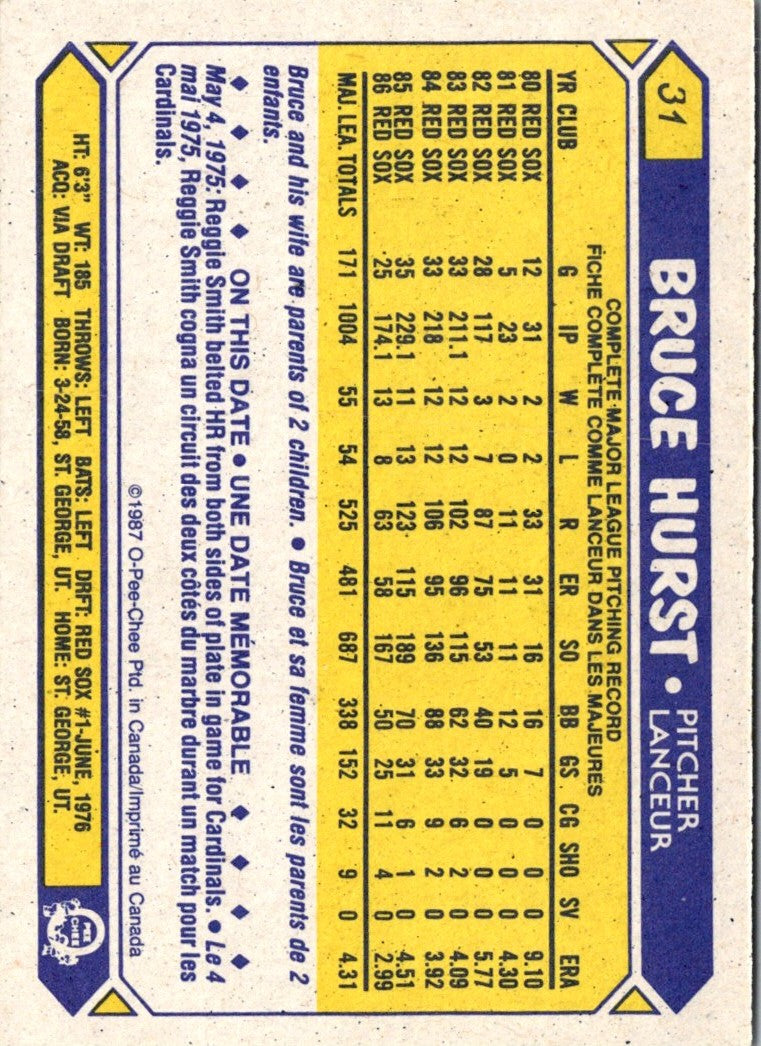 31
BRUCE HURST • PITCHER
LANCEUR
COMPLETE MAJOR LEAGUE PITCHING RECORD
FICHE COMPLÈTE COMME LANCEUR DANS LES MAJEURES
YR CLUB G IP W L R ER SO BB GS CG SHO SV ERA
80 RED SOX 12 31 2 2 33 31 16 16 7 0 0 0 9.10
81 RED SOX 5 23 2 0 11 11 11 12 5 0 0 0 4.30
82 RED SOX 28 117 3 7 87 75 53 40 19 0 0 0 5.77
83 RED SOX 33 211.1 12 12 102 96 115 62 32 6 2 0 4.09
84 RED SOX 33 218 12 12 106 95 136 88 33 9 2 0 3.92
85 RED SOX 35 229.1 11 13 123 115 189 70 31 6 1 0 4.51
86 RED SOX 25 174.1 13 8 63 58 167 50 25 11 4 0 2.99
MAJ. LEA. TOTALS 171 1004 55 54 525 481 687 338 152 32 9 0 4.31
Bruce and his wife are parents of 2 children. • Bruce et sa femme sont les parents de 2
enfants.
◆ ◆ ◆ ◆ ON THIS DATE • UNE DATE MÉMORABLE ◆ ◆ ◆ ◆
May 4, 1975: Reggie Smith belted HR from both sides of plate in game for Cardinals. • Le 4
mai 1975, Reggie Smith cogna un circuit des deux côtés du marbre durant un match pour les
Cardinals.
©1987 O-Pee-Chee Ptd. in Canada/Imprimé au Canada
HT: 6'3" WT: 185 THROWS: LEFT BATS: LEFT DRFT: RED SOX #1-JUNE, 1976
ACQ: VIA DRAFT BORN: 3-24-58, ST. GEORGE, UT. HOME: ST. GEORGE, UT.
O
PEE
CHEE